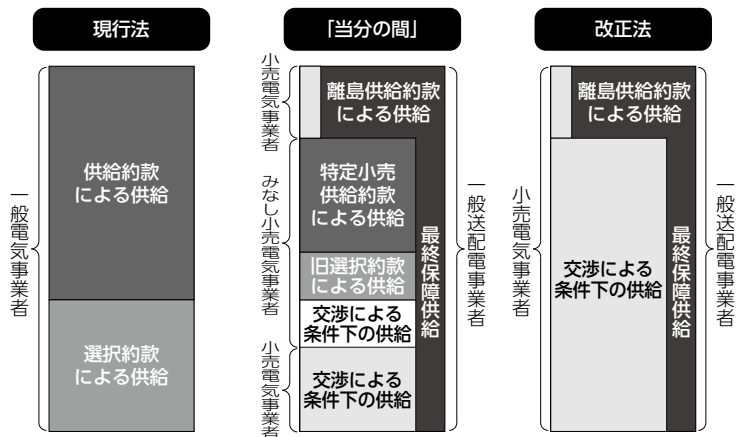 現行法
一般電気事業者
供給約款
による供給
選択約款
による供給
「当分の間」
小売電気事業者
みなし小売電気事業者
小売電気事業者
離島供給約款
による供給
特定小売
供給約款
による供給
旧選択約款
による供給
交渉による
条件下の供給
交渉による
条件下の供給
最終保障供給
一般送配電事業者
改正法
小売電気事業者
離島供給約款
による供給
交渉による
条件下の供給
最終保障供給
一般送配電事業者